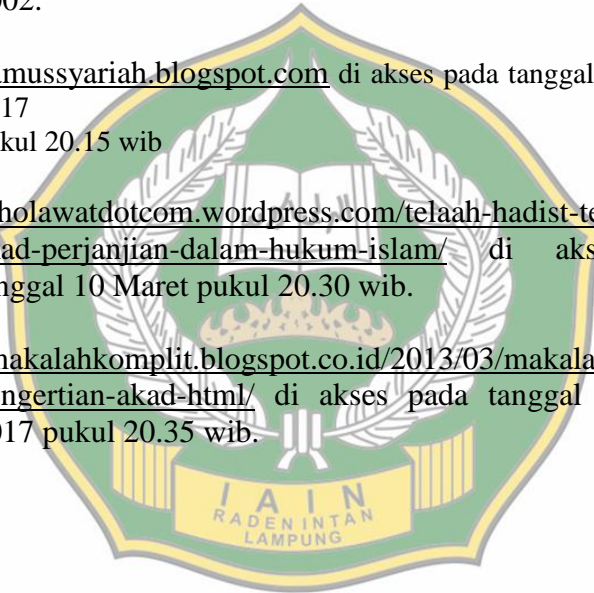 002.
amussyariah.blogspot.com di akses pada tanggal
17
kul 20.15 wib
holawatdotcom.wordpress.com/telaah-hadist-te
ad-perjanjian-dalam-hukum-islam/ di aks
nggal 10 Maret pukul 20.30 wib.
makalahkomplit.blogspot.co.id/2013/03/makala
engertian-akad-html/ di akses pada tanggal
017 pukul 20.35 wib.
I A I N
RADEN INTAN
LAMPUNG